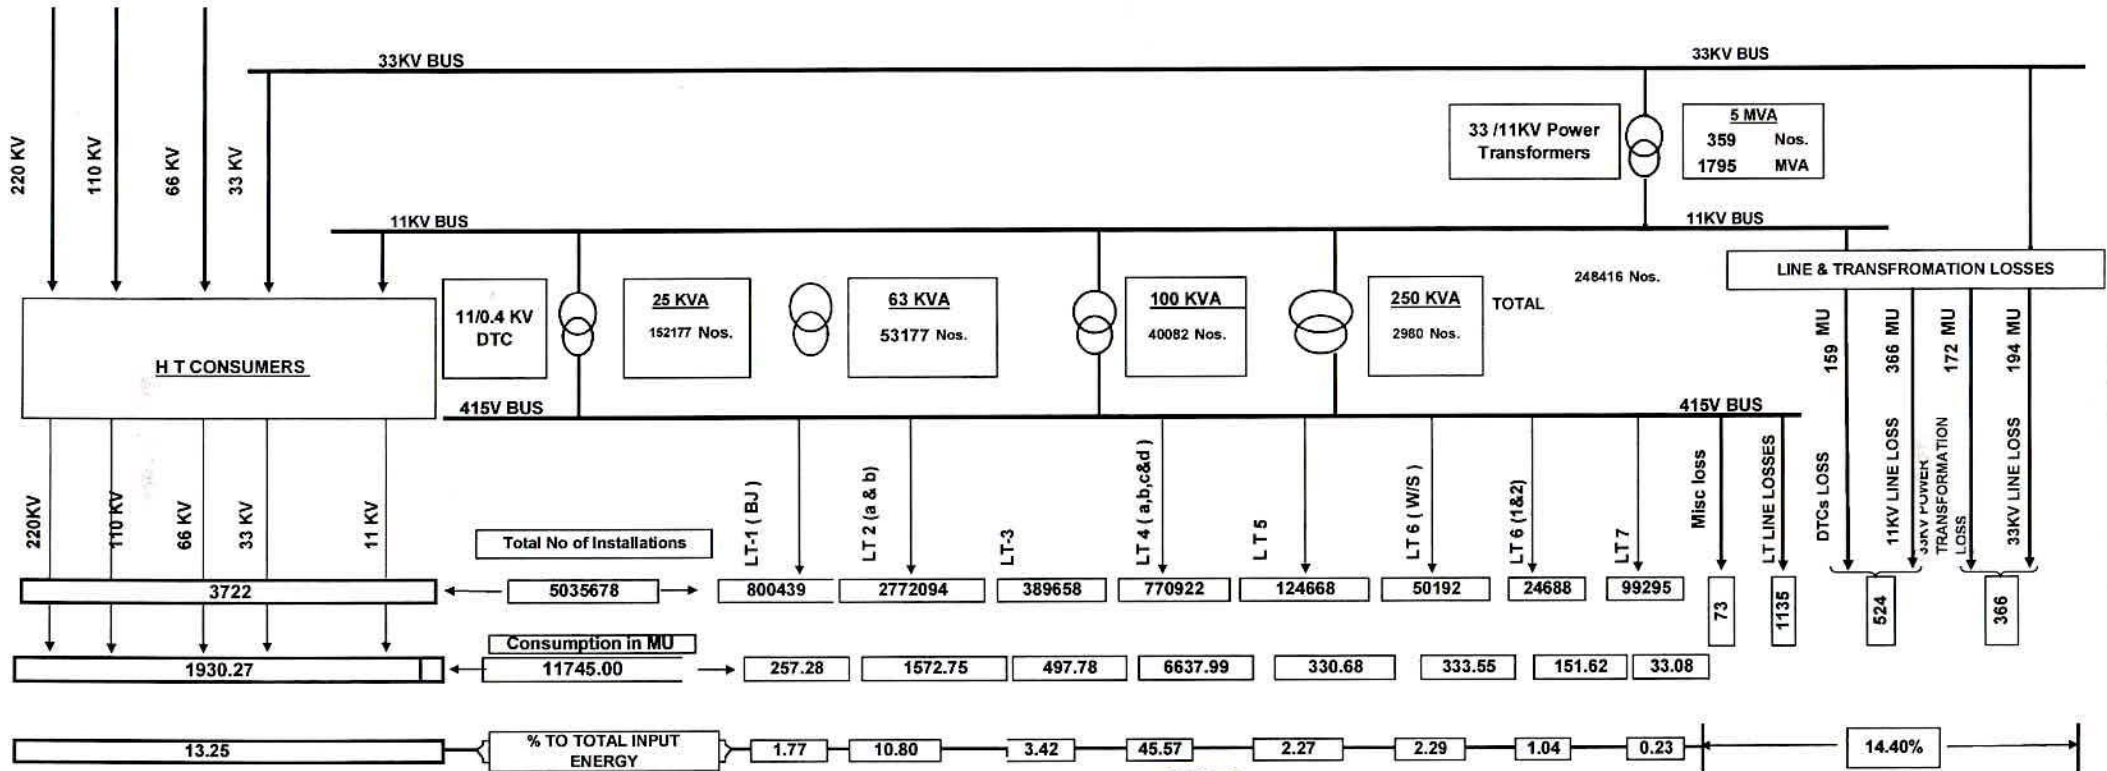 33KV BUS
33KV BUS
220 KV
110 KV
66 KV
33 KV
33 /11KV Power
Transformers
5 MVA
359 Nos.
1795 MVA
11KV BUS
11KV BUS
H T CONSUMERS
11/0.4 KV
DTC
25 KVA
152177 Nos.
63 KVA
53177 Nos.
100 KVA
40082 Nos.
250 KVA
2980 Nos.
TOTAL
248416 Nos.
LINE & TRANSFROMATION LOSSES
159 MU
366 MU
172 MU
194 MU
415V BUS
415V BUS
220KV
110 KV
66 KV
33 KV
11 KV
Total No of Installations
LT-1 ( BJ )
LT 2 (a & b)
LT-3
LT 4 ( a,b,c&d )
LT 5
LT 6 ( W/S )
LT 6 (1&2)
LT 7
Misc loss
LT LINE LOSSES
DTCs LOSS
11KV LINE LOSS
33KV POWER
TRANSFORMATION
LOSS
33KV LINE LOSS
3722
5035678
800439
2772094
389658
770922
124668
50192
24688
99295
73
1135
524
366
Consumption in MU
1930.27
11745.00
257.28
1572.75
497.78
6637.99
330.68
333.55
151.62
33.08
13.25
% TO TOTAL INPUT
ENERGY
1.77
10.80
3.42
45.57
2.27
2.29
1.04
0.23
14.40%